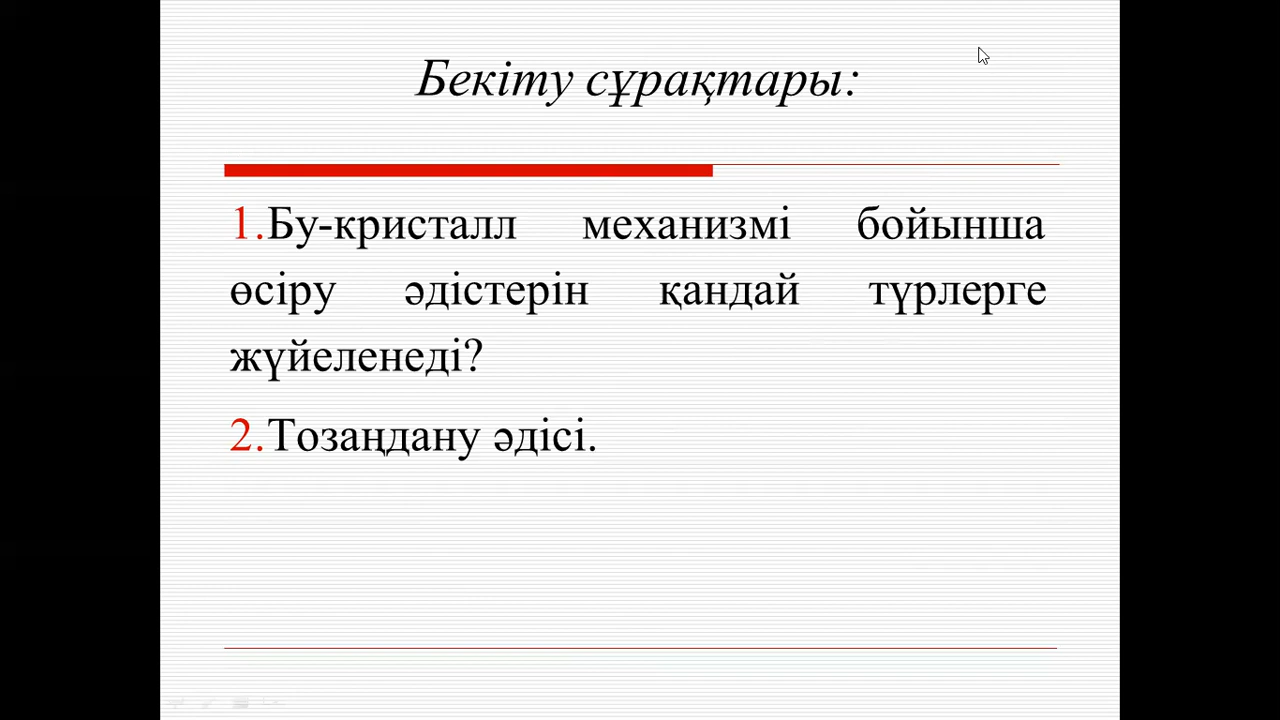 Бекіту сұрақтары:
1.Бу-кристалл механизмі бойынша
өсіру әдістерін қандай түрлерге
жүйеленеді?
2.Тозаңдану әдісі.